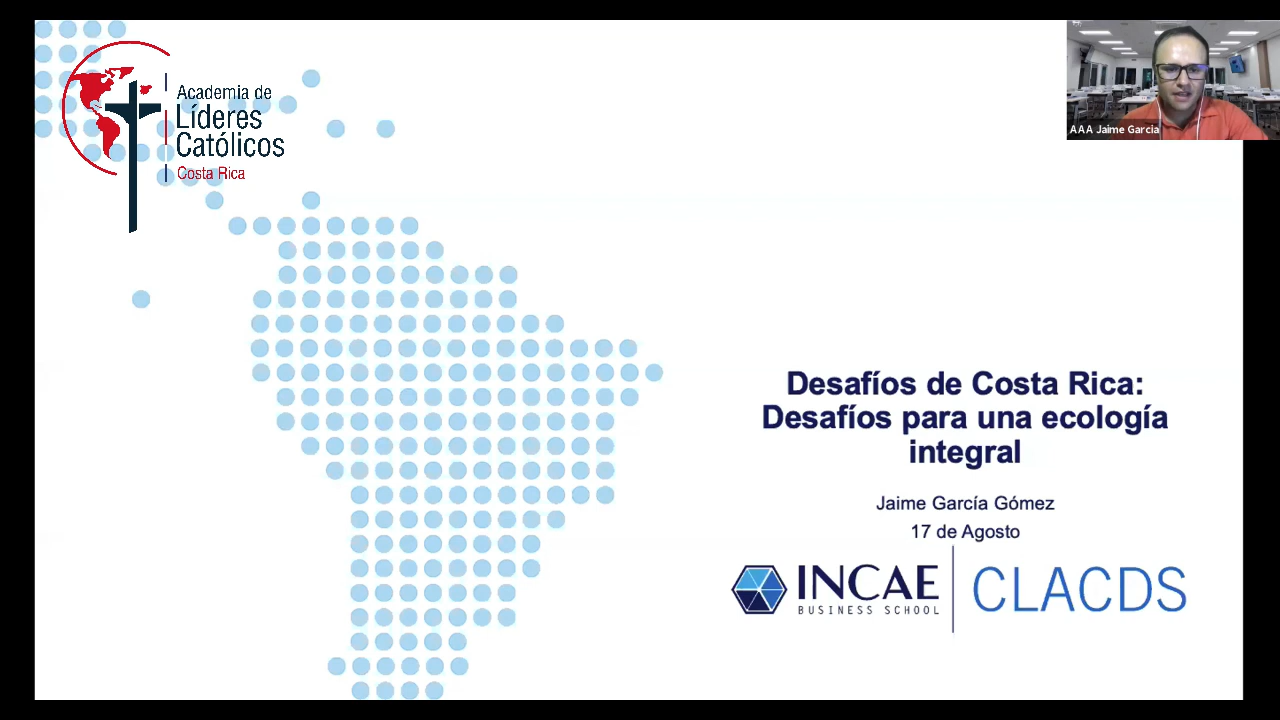 Academia de
Líderes
Católicos
Costa Rica
AAA Jaime Garcia
Desafíos de Costa Rica:
Desafíos para una ecología
integral
Jaime García Gómez
17 de Agosto
INCAE
BUSINESS SCHOOL
CLACDS